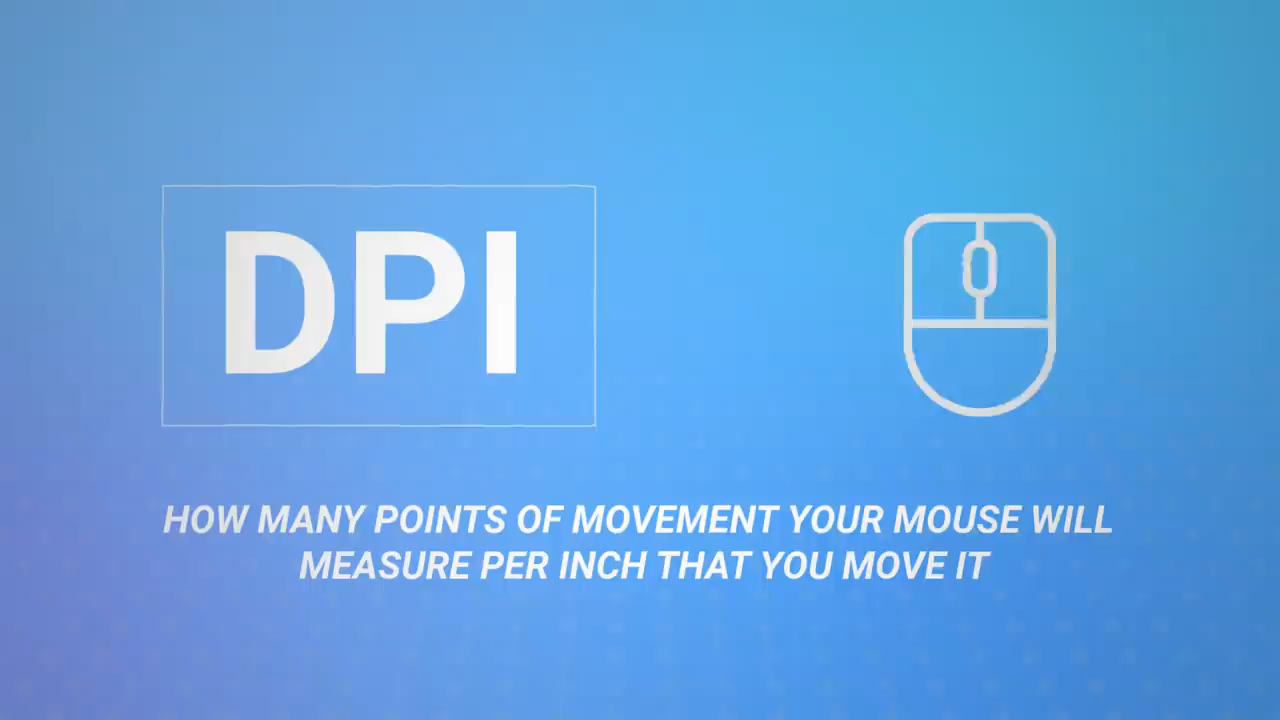 DPI
HOW MANY POINTS OF MOVEMENT YOUR MOUSE WILL
MEASURE PER INCH THAT YOU MOVE IT